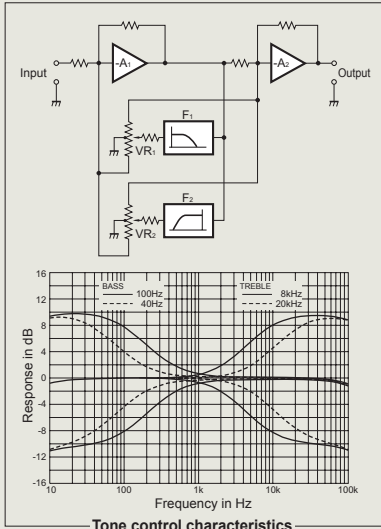 -A1
-A2
Input
Output
F1
VR1
F2
VR2
16
BASS
TREBLE
12
100Hz
8kHz
40Hz
20kHz
8
4
0
-4
-8
-12
-16
10
100
1k
10k
100k
Response in dB
Frequency in Hz
Tone control characteristics